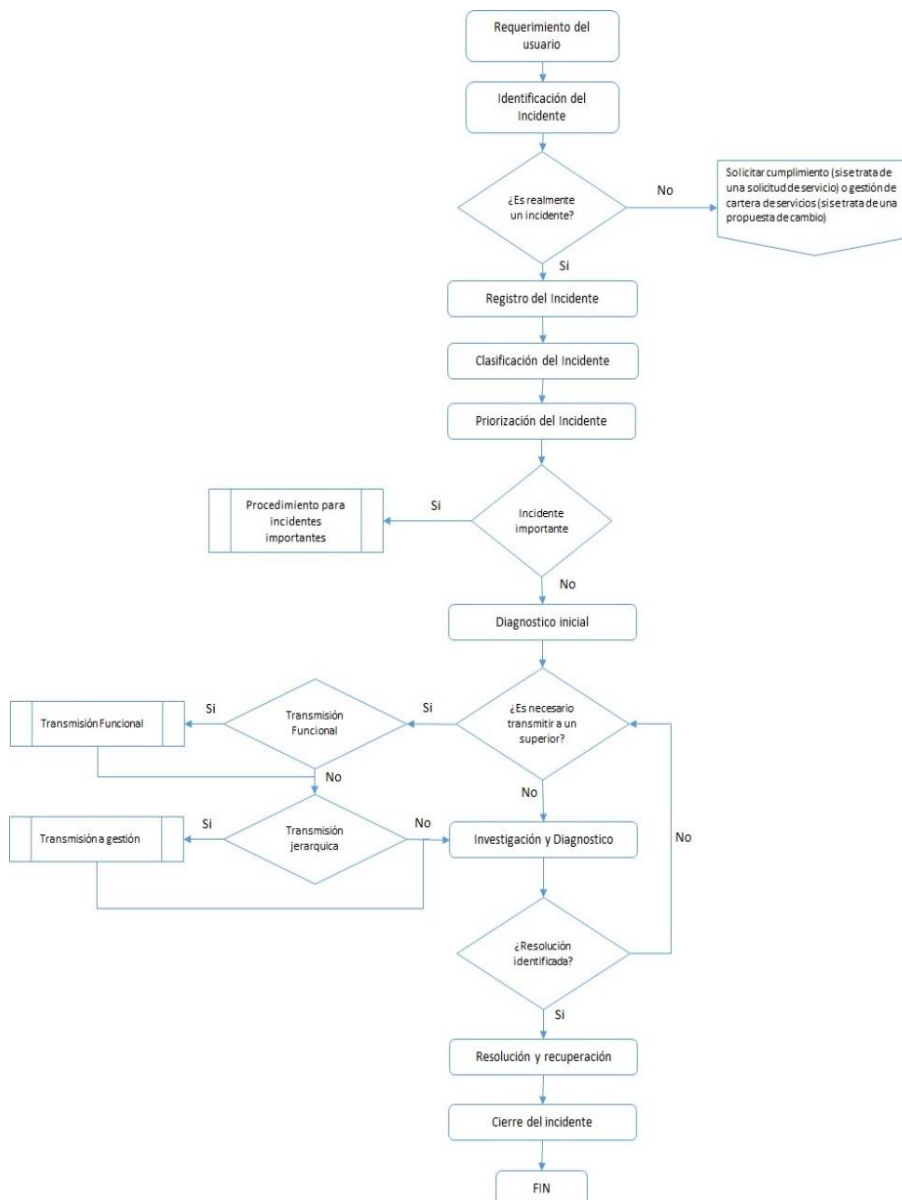 Requerimiento del
usuario
Identificación del
Incidente
¿Es realmente
un incidente?
No
Solicitar cumplimiento (si se trata de
una solicitud de servicio) o gestión de
cartera de servicios (si se trata de una
propuesta de cambio)
Si
Registro del Incidente
Clasificación del Incidente
Priorización del Incidente
Procedimiento para
incidentes
importantes
Si
Incidente
importante
No
Diagnostico inicial
Transmisión Funcional
Si
Transmisión
Funcional
Si
¿Es necesario
transmitir a un
superior?
No
No
Transmisión a gestión
Si
Transmisión
jerarquica
No
Investigación y Diagnostico
No
¿Resolución
identificada?
Si
Resolución y recuperación
Cierre del incidente
FIN